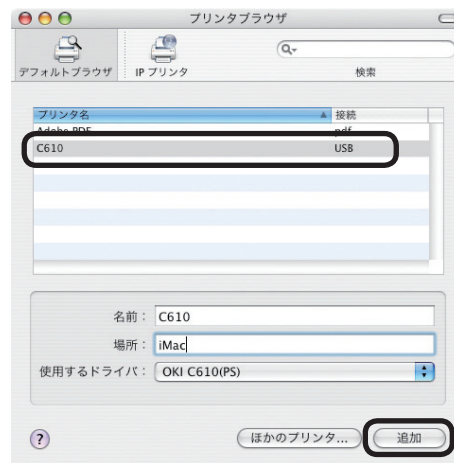 プリンタブラウザ
デフォルトブラウザ IP プリンタ 検索
プリンタ名 接続
Adobe PDF pdf
C610 USB
名前： C610
場所： iMac
使用するドライバ： OKI C610(PS)
? ほかのプリンタ... 追加